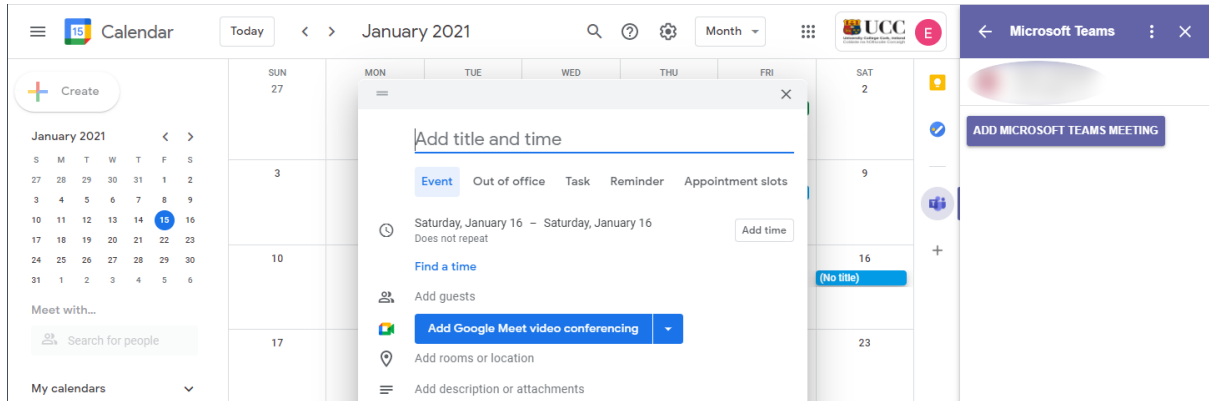 15 Calendar Today January 2021 Month UCC E
University College Cork, Ireland
Create
January 2021
S M T W T F S
27 28 29 30 31 1 2
3 4 5 6 7 8 9
10 11 12 13 14 15 16
17 18 19 20 21 22 23
24 25 26 27 28 29 30
31 1 2 3 4 5 6
Meet with...
Search for people
My calendars
SUN MON TUE WED THU FRI SAT
27 2
3 9
10 16
(No title)
17 23
Add title and time
Event Out of office Task Reminder Appointment slots
Saturday, January 16 – Saturday, January 16 Add time
Does not repeat
Find a time
Add guests
Add Google Meet video conferencing
Add rooms or location
Add description or attachments
Microsoft Teams
ADD MICROSOFT TEAMS MEETING